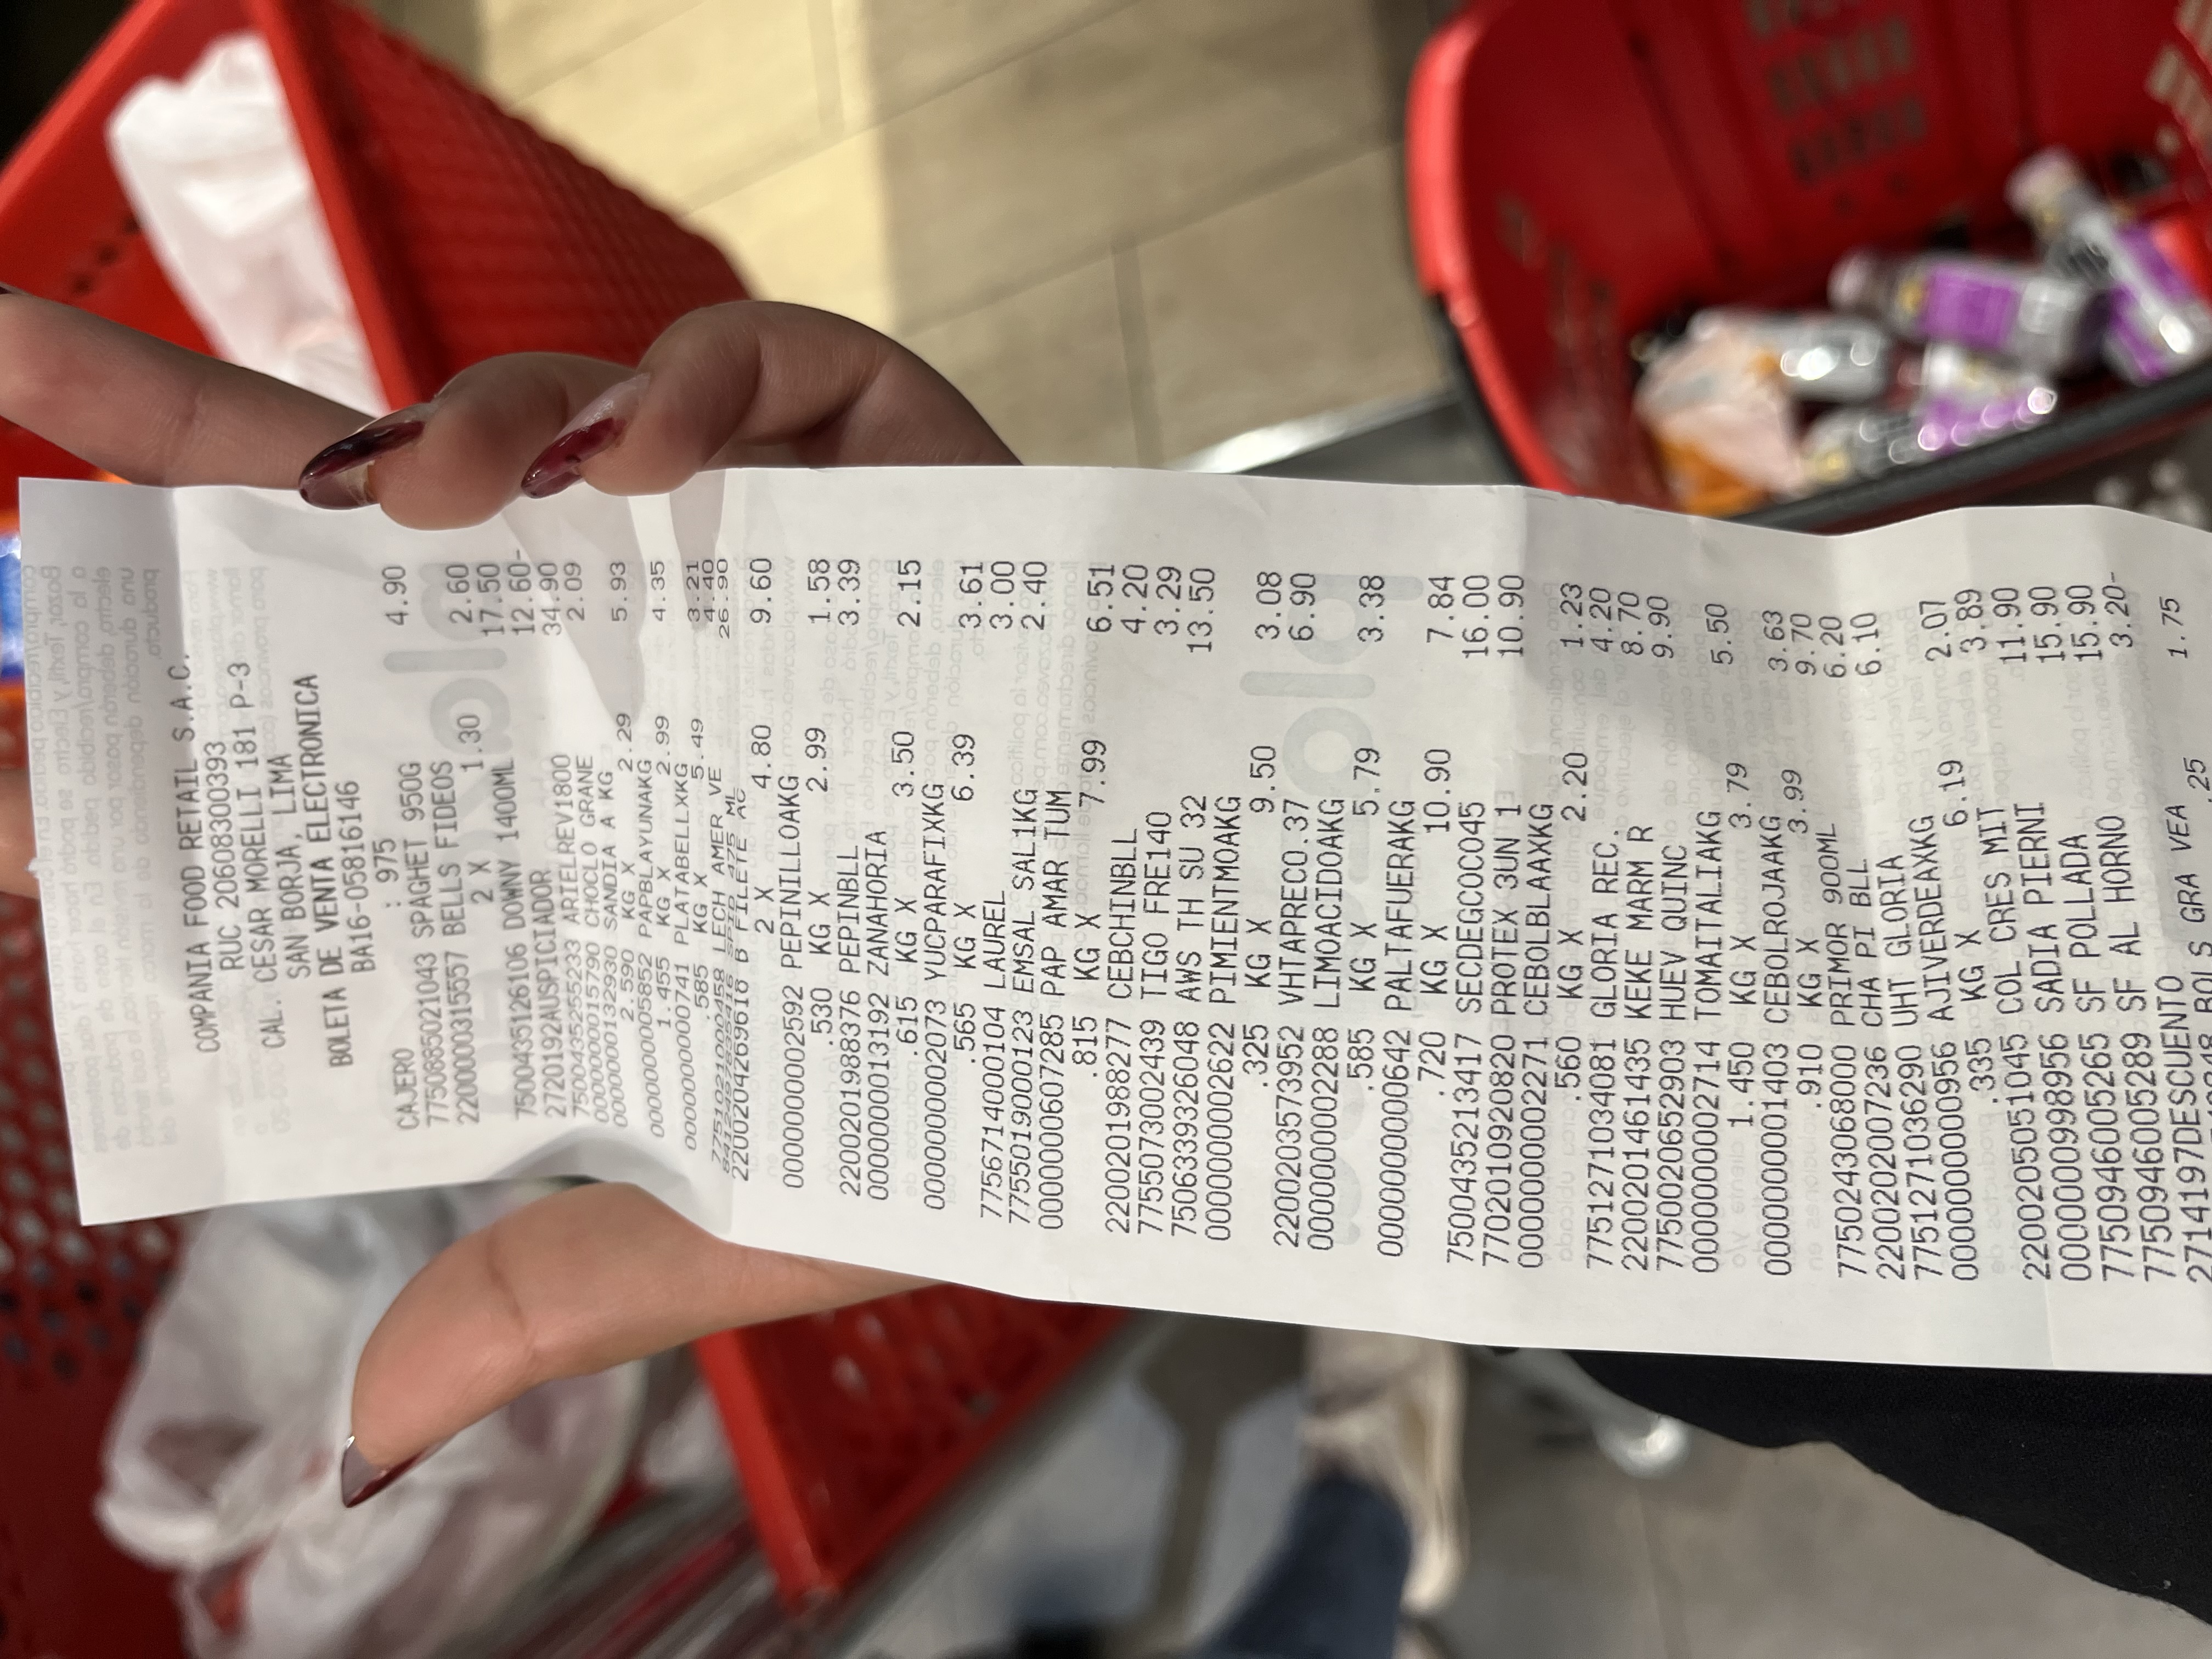 COMPANIA FOOD RETAIL S.A.C.
RUC 20608300393
CAL. CESAR MORELLI 181 P-3
SAN BORJA, LIMA
BOLETA DE VENTA ELECTRONICA
BA16-05816146
CAJERO : 975
7750885021043 SPAGHET 950G 4.90
2200000315557 BELLS FIDEOS
2 X 1.30 2.60
7500435126106 DOWNY 1400ML 17.50
2720192AUSPICIADOR 12.60-
7500435255233 ARIELREV1800 34.90
0000000015790 CHOCLO GRANE 2.09
0000000132930 SANDIA A KG
2.590 KG X 2.29 5.93
0000000005852 PAPBLAYUNAKG
1.455 KG X 2.99 4.35
0000000000741 PLATABELLXKG
.585 KG X 5.49 3.21
7751021000458 LECH AMER VE 4.40
475 ML 26.90
2200204269616 B FILETE AC
2 X 4.80 9.60
0000000002592 PEPINILLOAKG
.530 KG X 2.99 1.58
2200201988376 PEPINBLL 3.39
0000000013192 ZANAHORIA
.615 KG X 3.50 2.15
0000000002073 YUCPARAFIXKG
.565 KG X 6.39 3.61
7756714000104 LAUREL 3.00
7755019000123 EMSAL SAL1KG 2.40
0000000607285 PAP AMAR TUM
.815 KG X 7.99 6.51
2200201988277 CEBCHINBLL 4.20
7755073002439 TIGO FRE140 3.29
7506339326048 AWS TH SU 32 13.50
0000000002622 PIMIENTMOAKG
.325 KG X 9.50 3.08
2200203573952 VHTAPRECO.37 6.90
0000000002288 LIMOACIDOAKG
.585 KG X 5.79 3.38
0000000000642 PALTAFUERAKG
.720 KG X 10.90 7.84
7500435213417 SECDEGCOCO45 16.00
7702010920820 PROTEX 3UN 1 10.90
0000000002271 CEBOLBLAAXKG
.560 KG X 2.20 1.23
7751271034081 GLORIA REC. 4.20
2200201461435 KEKE MARM R 8.70
7750020652903 HUEV QUINC 9.90
0000000002714 TOMAITALIAKG
1.450 KG X 3.79 5.50
0000000001403 CEBOLROJAAKG
.910 KG X 3.99 3.63
7750243068000 PRIMOR 900ML 9.70
2200202007236 CHA PI BLL 6.20
7751271036290 UHT GLORIA 6.10
0000000000956 AJIVERDEAXKG
.335 KG X 6.19 2.07
2200205051045 COL CRES MIT 3.89
0000000998956 SADIA PIERNI 11.90
7750946005265 SF POLLADA 15.90
7750946005289 SF AL HORNO 15.90
2714197DESCUENTO 3.20-
BOLS GRA VEA
.25 1.75